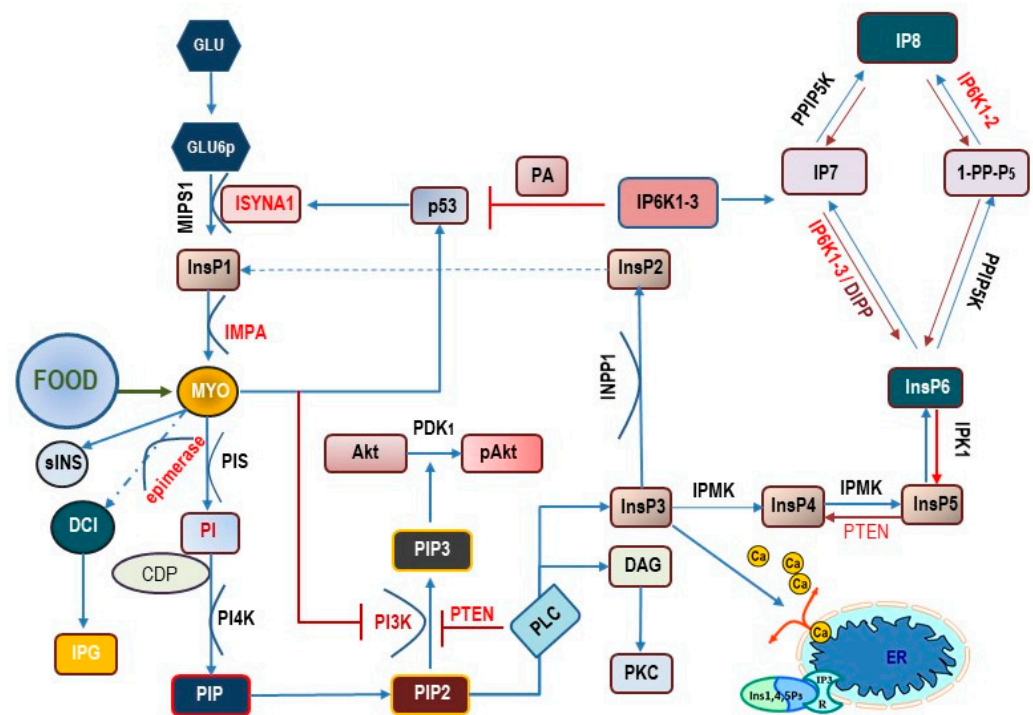 GLU
IP8
PPIP5K
IP6K1-2
GLU6p
MIPS1
ISYNA1
p53
PA
IP6K1-3
IP7
1-PP-P5
IP6K1-3 / DIPP
PPIP5K
InsP1
InsP2
IMPA
FOOD
MYO
INPP1
InsP6
IPK1
sINS
epimerase
PIS
Akt
PDK1
pAkt
DCI
PI
CDP
PIP3
InsP3
IPMK
InsP4
IPMK
InsP5
PTEN
DAG
Ca
Ca
Ca
PI4K
PI3K
PTEN
PLC
IPG
PKC
Ca
ER
PIP
PIP2
Ins1,4,5P3
IP3
R